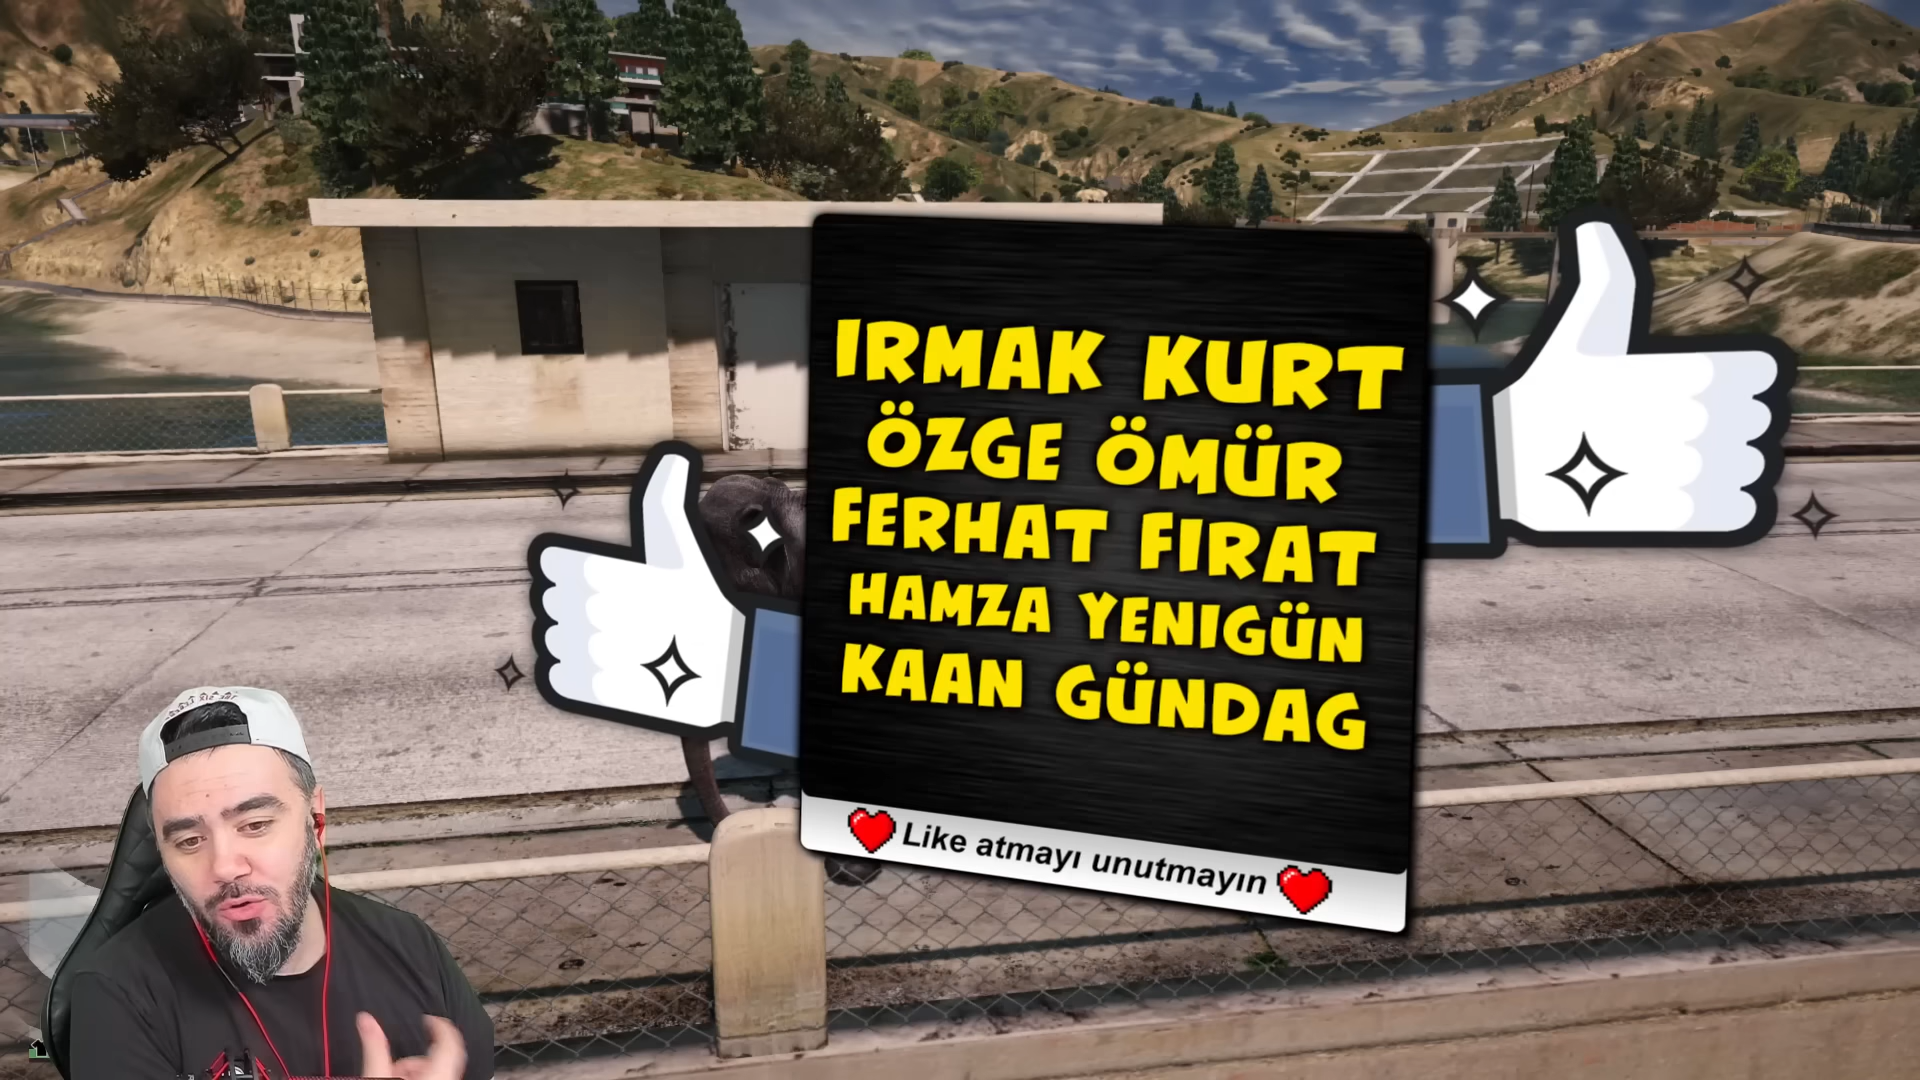 IRMAK KURT
ÖZGE ÖMÜR
FERHAT FIRAT
HAMZA YENIGÜN
KAAN GÜNDAG
Like atmayı unutmayın